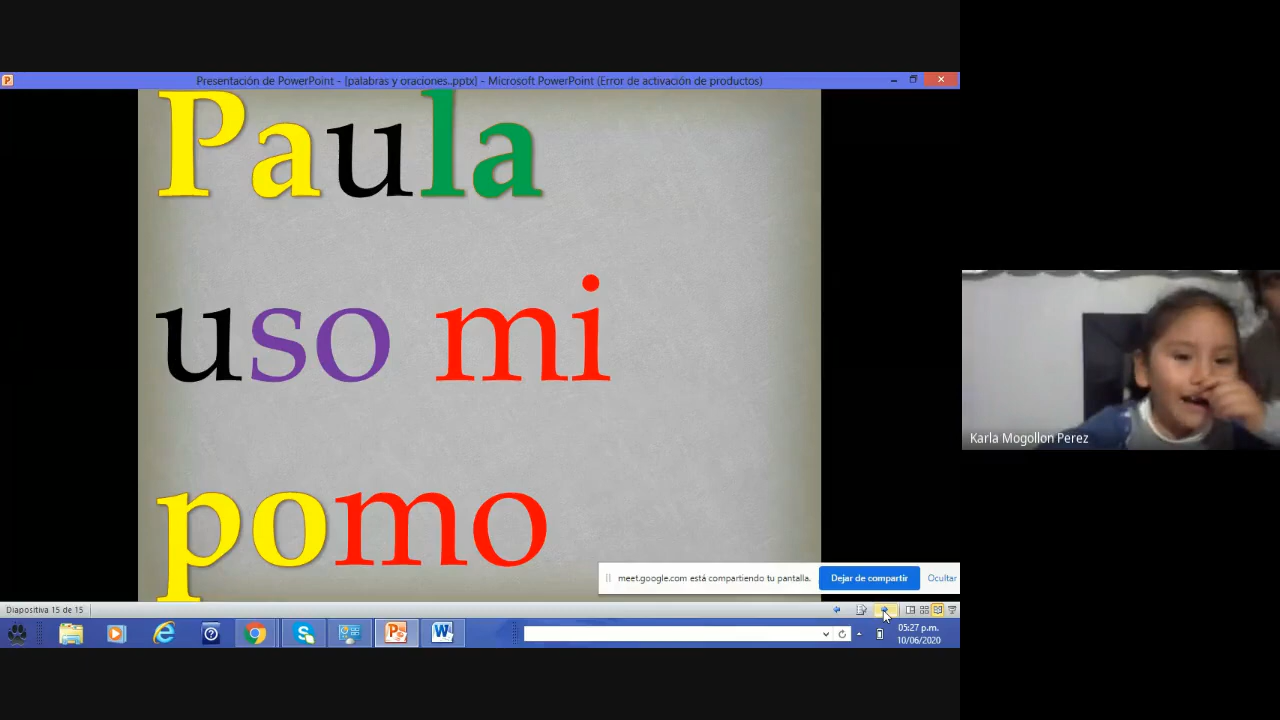 Presentación de PowerPoint - [palabras y oraciones..pptx] - Microsoft PowerPoint (Error de activación de productos)
Paula
uso mi
pomo
Karla Mogollon Perez
meet.google.com está compartiendo tu pantalla. Dejar de compartir Ocultar
Diapositiva 15 de 15
05:27 p.m.
10/06/2020